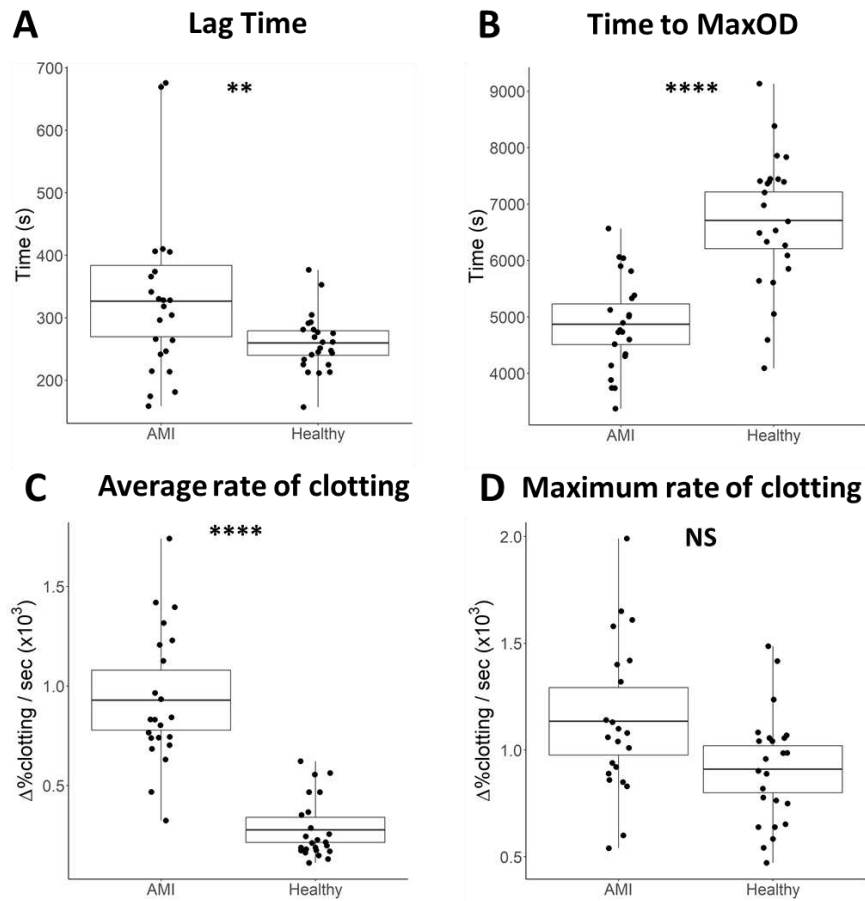 A
Lag Time
**
Time (s)
700
600
500
400
300
200
AMI
Healthy
B
Time to MaxOD
****
Time (s)
9000
8000
7000
6000
5000
4000
AMI
Healthy
C
Average rate of clotting
****
Δ%clotting / sec (x10³)
1.5
1.0
0.5
AMI
Healthy
D
Maximum rate of clotting
NS
Δ%clotting / sec (x10³)
2.0
1.5
1.0
0.5
AMI
Healthy